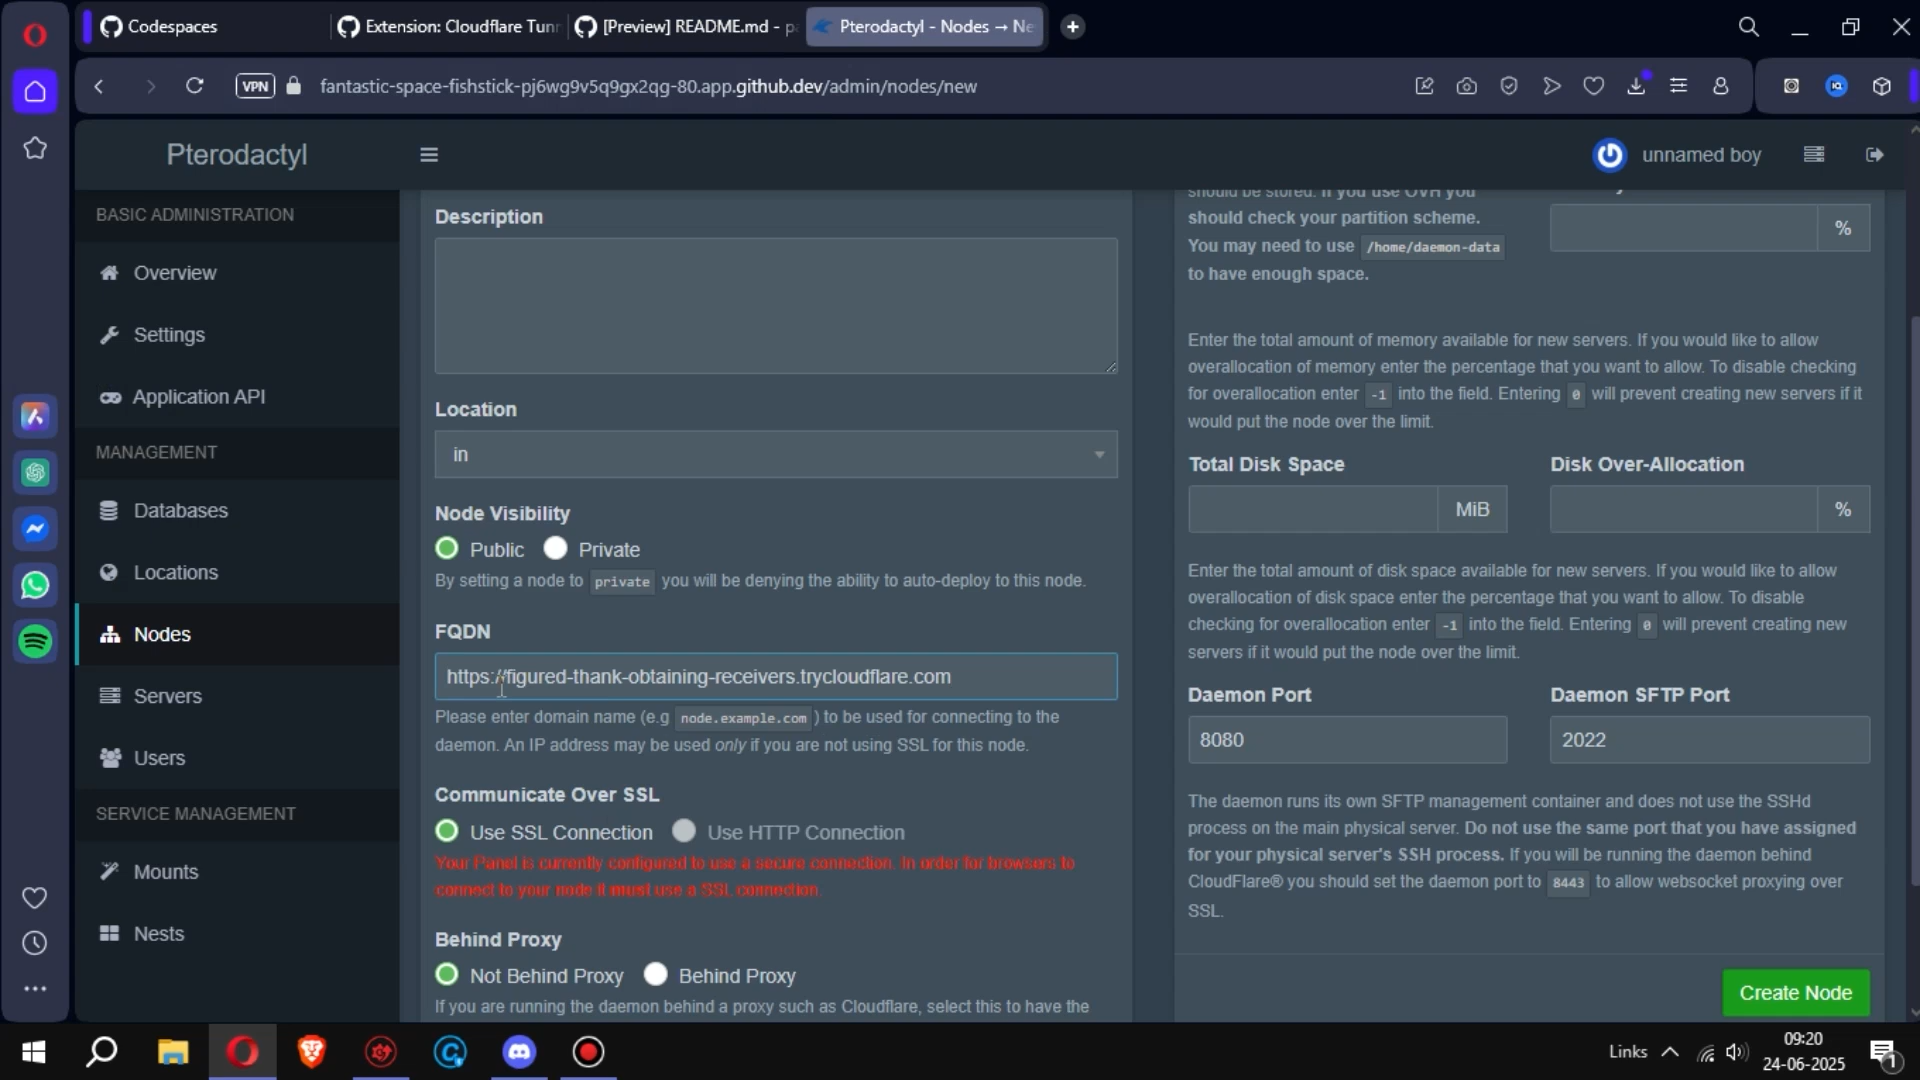 Codespaces
Extension: Cloudflare Tunn
[Preview] README.md - p
Pterodactyl - Nodes → Ne
VPN
fantastic-space-fishstick-pj6wg9v5q9gx2qg-80.app.github.dev/admin/nodes/new
Pterodactyl
unnamed boy
BASIC ADMINISTRATION
Overview
Settings
Application API
MANAGEMENT
Databases
Locations
Nodes
Servers
Users
SERVICE MANAGEMENT
Mounts
Nests
Description
Location
in
Node Visibility
Public
Private
By setting a node to private you will be denying the ability to auto-deploy to this node.
FQDN
https://figured-thank-obtaining-receivers.trycloudflare.com
Please enter domain name (e.g node.example.com ) to be used for connecting to the
daemon. An IP address may be used only if you are not using SSL for this node.
Communicate Over SSL
Use SSL Connection
Use HTTP Connection
Your Panel is currently configured to use a secure connection. In order for browsers to
connect to your node it must use a SSL connection.
Behind Proxy
Not Behind Proxy
Behind Proxy
If you are running the daemon behind a proxy such as Cloudflare, select this to have the
should be stored. If you use OVH you
should check your partition scheme.
You may need to use /home/daemon-data
to have enough space.
%
Enter the total amount of memory available for new servers. If you would like to allow
overallocation of memory enter the percentage that you want to allow. To disable checking
for overallocation enter -1 into the field. Entering 0 will prevent creating new servers if it
would put the node over the limit.
Total Disk Space
Disk Over-Allocation
MiB
%
Enter the total amount of disk space available for new servers. If you would like to allow
overallocation of disk space enter the percentage that you want to allow. To disable
checking for overallocation enter -1 into the field. Entering 0 will prevent creating new
servers if it would put the node over the limit.
Daemon Port
Daemon SFTP Port
8080
2022
The daemon runs its own SFTP management container and does not use the SSHd
process on the main physical server. Do not use the same port that you have assigned
for your physical server's SSH process. If you will be running the daemon behind
CloudFlare® you should set the daemon port to 8443 to allow websocket proxying over
SSL.
Create Node
Links
09:20
24-06-2025
1